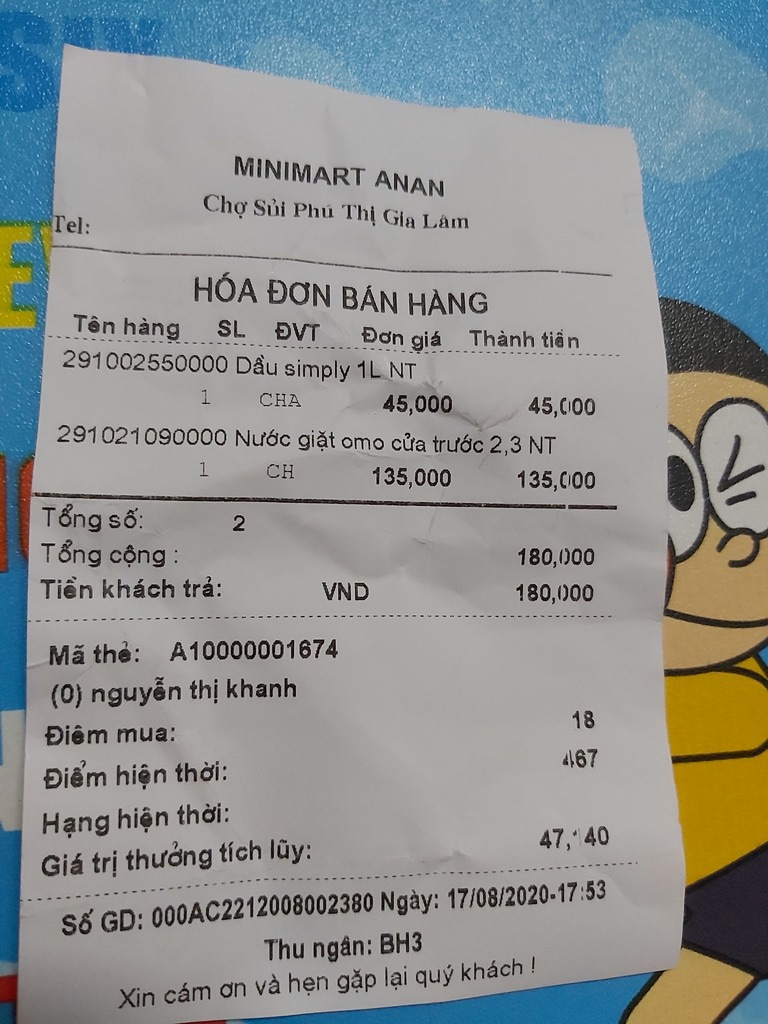 MINIMART ANAN
Chợ Sủi Phú Thị Gia Lâm
Tel:
HÓA ĐƠN BÁN HÀNG
Tên hàng SL ĐVT Đơn giá Thành tiền
291002550000 Dầu simply 1L NT
1 CHA 45,000 45,000
291021090000 Nước giặt omo cửa trước 2,3 NT
1 CH 135,000 135,000
Tổng số: 2
Tổng cộng : 180,000
Tiền khách trả: VND 180,000
Mã thẻ: A10000001674
(0) nguyễn thị khanh
Điêm mua: 18
Điểm hiện thời: 467
Hạng hiện thời:
Giá trị thưởng tích lũy:
Số GD: 000AC2212008002380 Ngày: 17/08/2020-17:53
Thu ngân: BH3
Xin cám ơn và hẹn gặp lại quý khách !